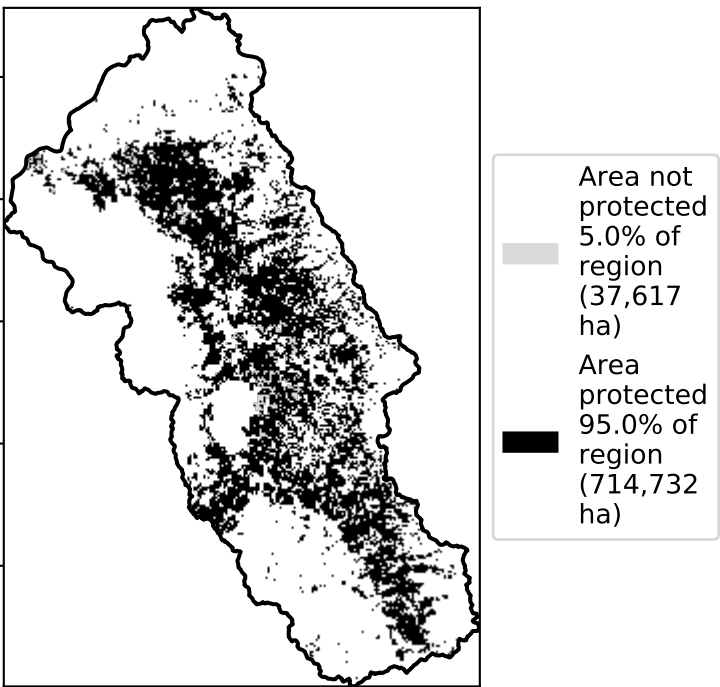 Area not
protected
5.0% of
region
(37,617
ha)
Area
protected
95.0% of
region
(714,732
ha)